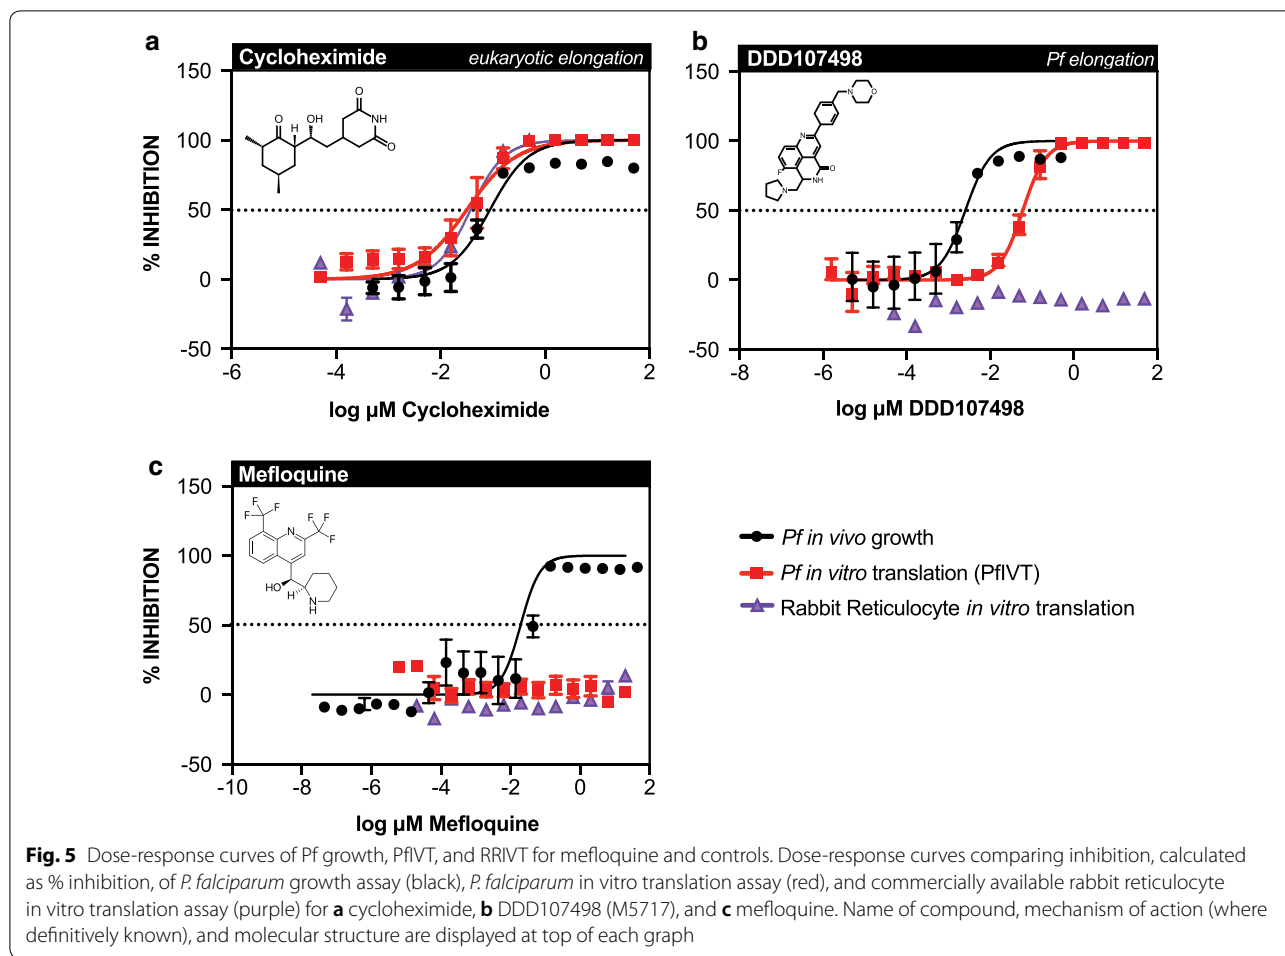 a
Cycloheximide eukaryotic elongation
150
100
50
0
-50
% INHIBITION
-6 -4 -2 0 2
log µM Cycloheximide
O OH O NH O H
b
DDD107498 Pf elongation
150
100
50
0
-50
-8 -6 -4 -2 0 2
log µM DDD107498
N O N F O N NH
c
Mefloquine
150
100
50
0
-50
% INHIBITION
-10 -8 -6 -4 -2 0 2
log µM Mefloquine
F F F N F F F HO H N H
Pf in vivo growth
Pf in vitro translation (PfIVT)
Rabbit Reticulocyte in vitro translation
Fig. 5 Dose-response curves of Pf growth, PfIVT, and RRIVT for mefloquine and controls. Dose-response curves comparing inhibition, calculated
as % inhibition, of P. falciparum growth assay (black), P. falciparum in vitro translation assay (red), and commercially available rabbit reticulocyte
in vitro translation assay (purple) for a cycloheximide, b DDD107498 (M5717), and c mefloquine. Name of compound, mechanism of action (where
definitively known), and molecular structure are displayed at top of each graph